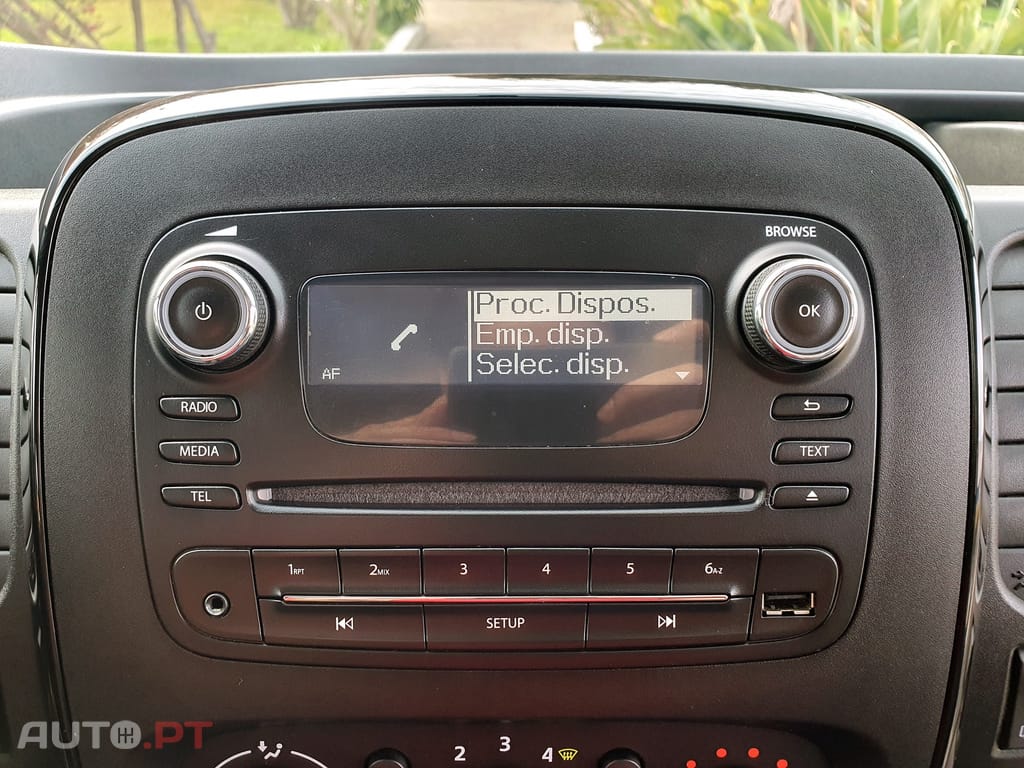 BROWSE
Proc. Dispos.
Emp. disp.
Selec. disp.
AF
OK
RADIO
MEDIA
TEXT
TEL
1RPT 2MIX 3 4 5 6A-Z
SETUP
AUTO.PT
2 3 4